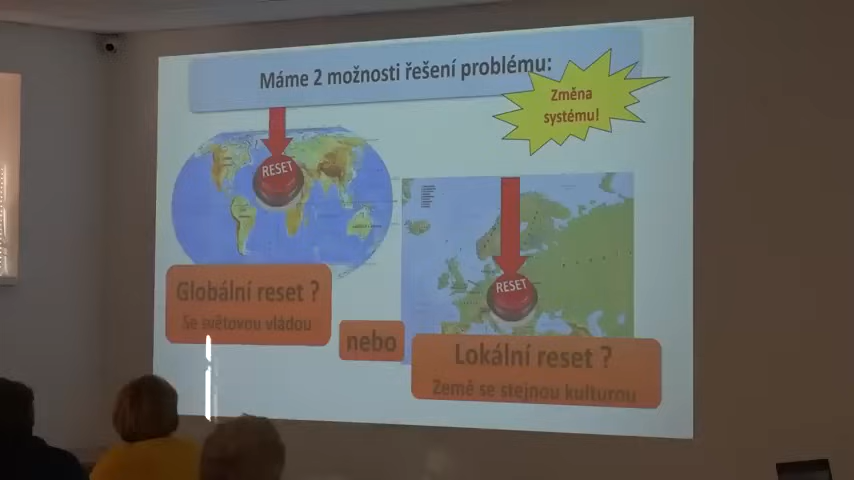 Máme 2 možnosti řešení problému:
Změna
systému!
RESET
RESET
Globální reset ?
Se světovou vládou
nebo
Lokální reset ?
Země se stejnou kulturou